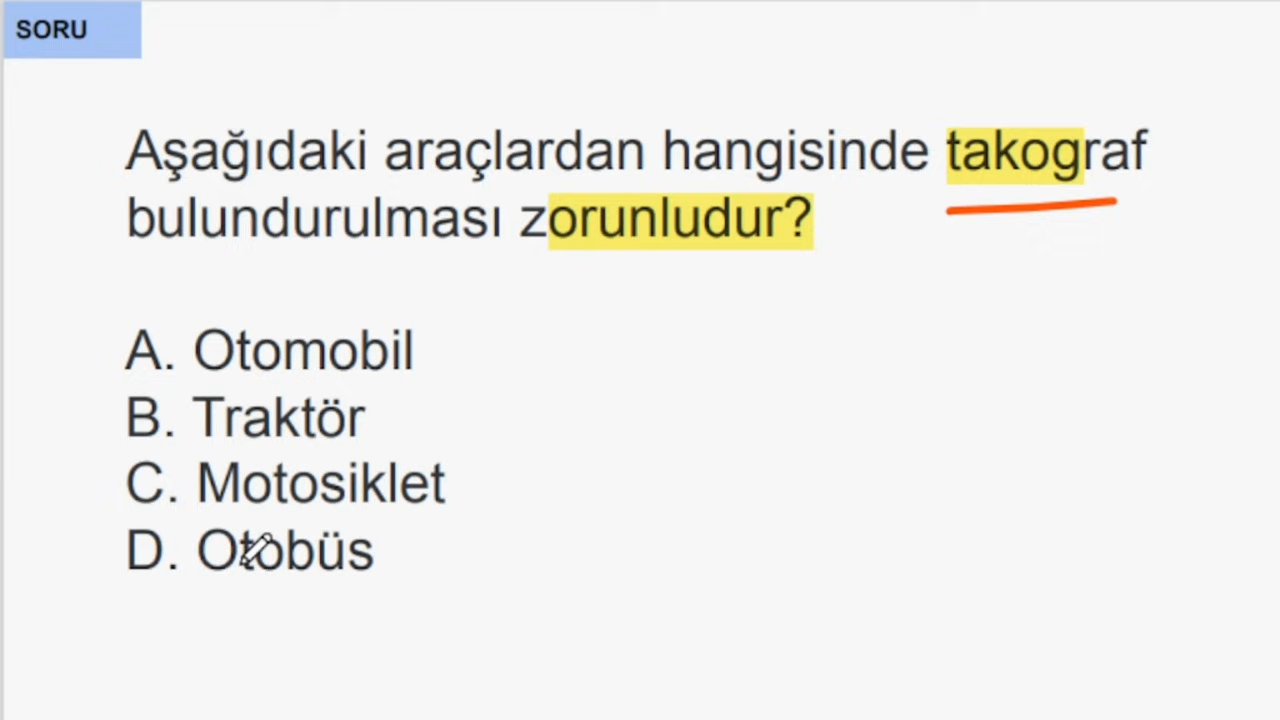 SORU
Aşağıdaki araçlardan hangisinde takograf
bulundurulması zorunludur?
A. Otomobil
B. Traktör
C. Motosiklet
D. Otobüs